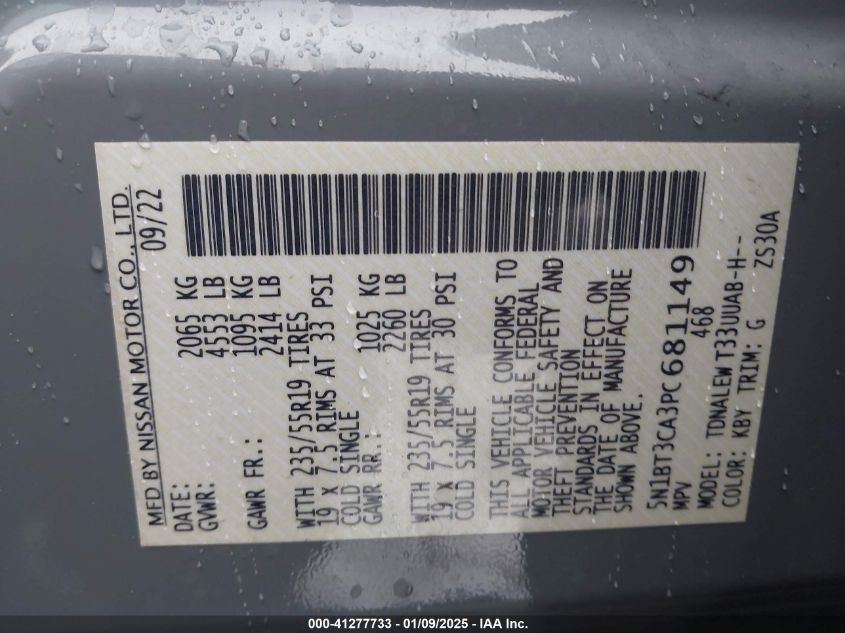 MFD BY NISSAN MOTOR CO., LTD.
DATE: 09/22
GVWR: 2065 KG
4553 LB
GAWR FR.: 1095 KG
2414 LB
WITH 235/55R19 TIRES
19 X 7.5 RIMS AT 33 PSI
COLD SINGLE
GAWR RR.: 1025 KG
2260 LB
WITH 235/55R19 TIRES
19 X 7.5 RIMS AT 30 PSI
COLD SINGLE
THIS VEHICLE CONFORMS TO
ALL APPLICABLE FEDERAL
MOTOR VEHICLE SAFETY AND
THEFT PREVENTION
STANDARDS IN EFFECT ON
THE DATE OF MANUFACTURE
SHOWN ABOVE.
5N1BT3CA3PC681149
MPV 468
MODEL: TDNALEW T33UUAB-H--
COLOR: KBY TRIM: G ZS30A
000-41277733 - 01/09/2025 - IAA Inc.